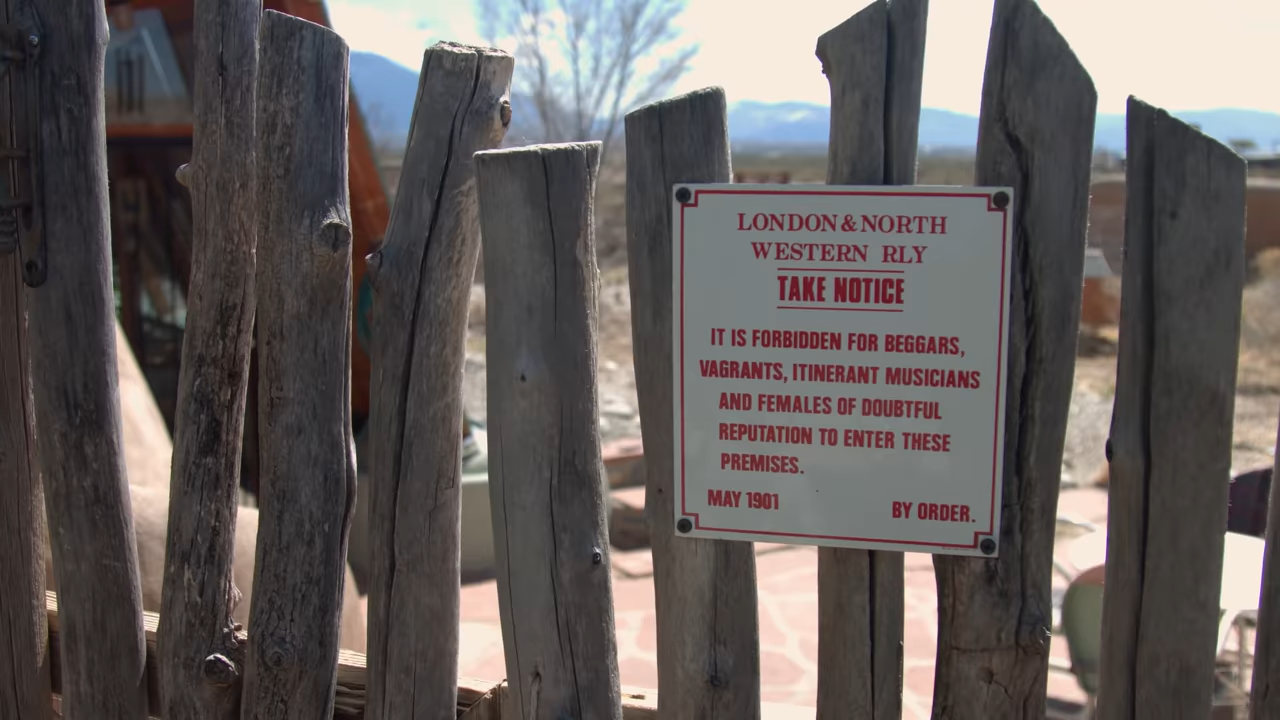 LONDON & NORTH
WESTERN RLY
TAKE NOTICE
IT IS FORBIDDEN FOR BEGGARS,
VAGRANTS, ITINERANT MUSICIANS
AND FEMALES OF DOUBTFUL
REPUTATION TO ENTER THESE
PREMISES.
MAY 1901 BY ORDER.